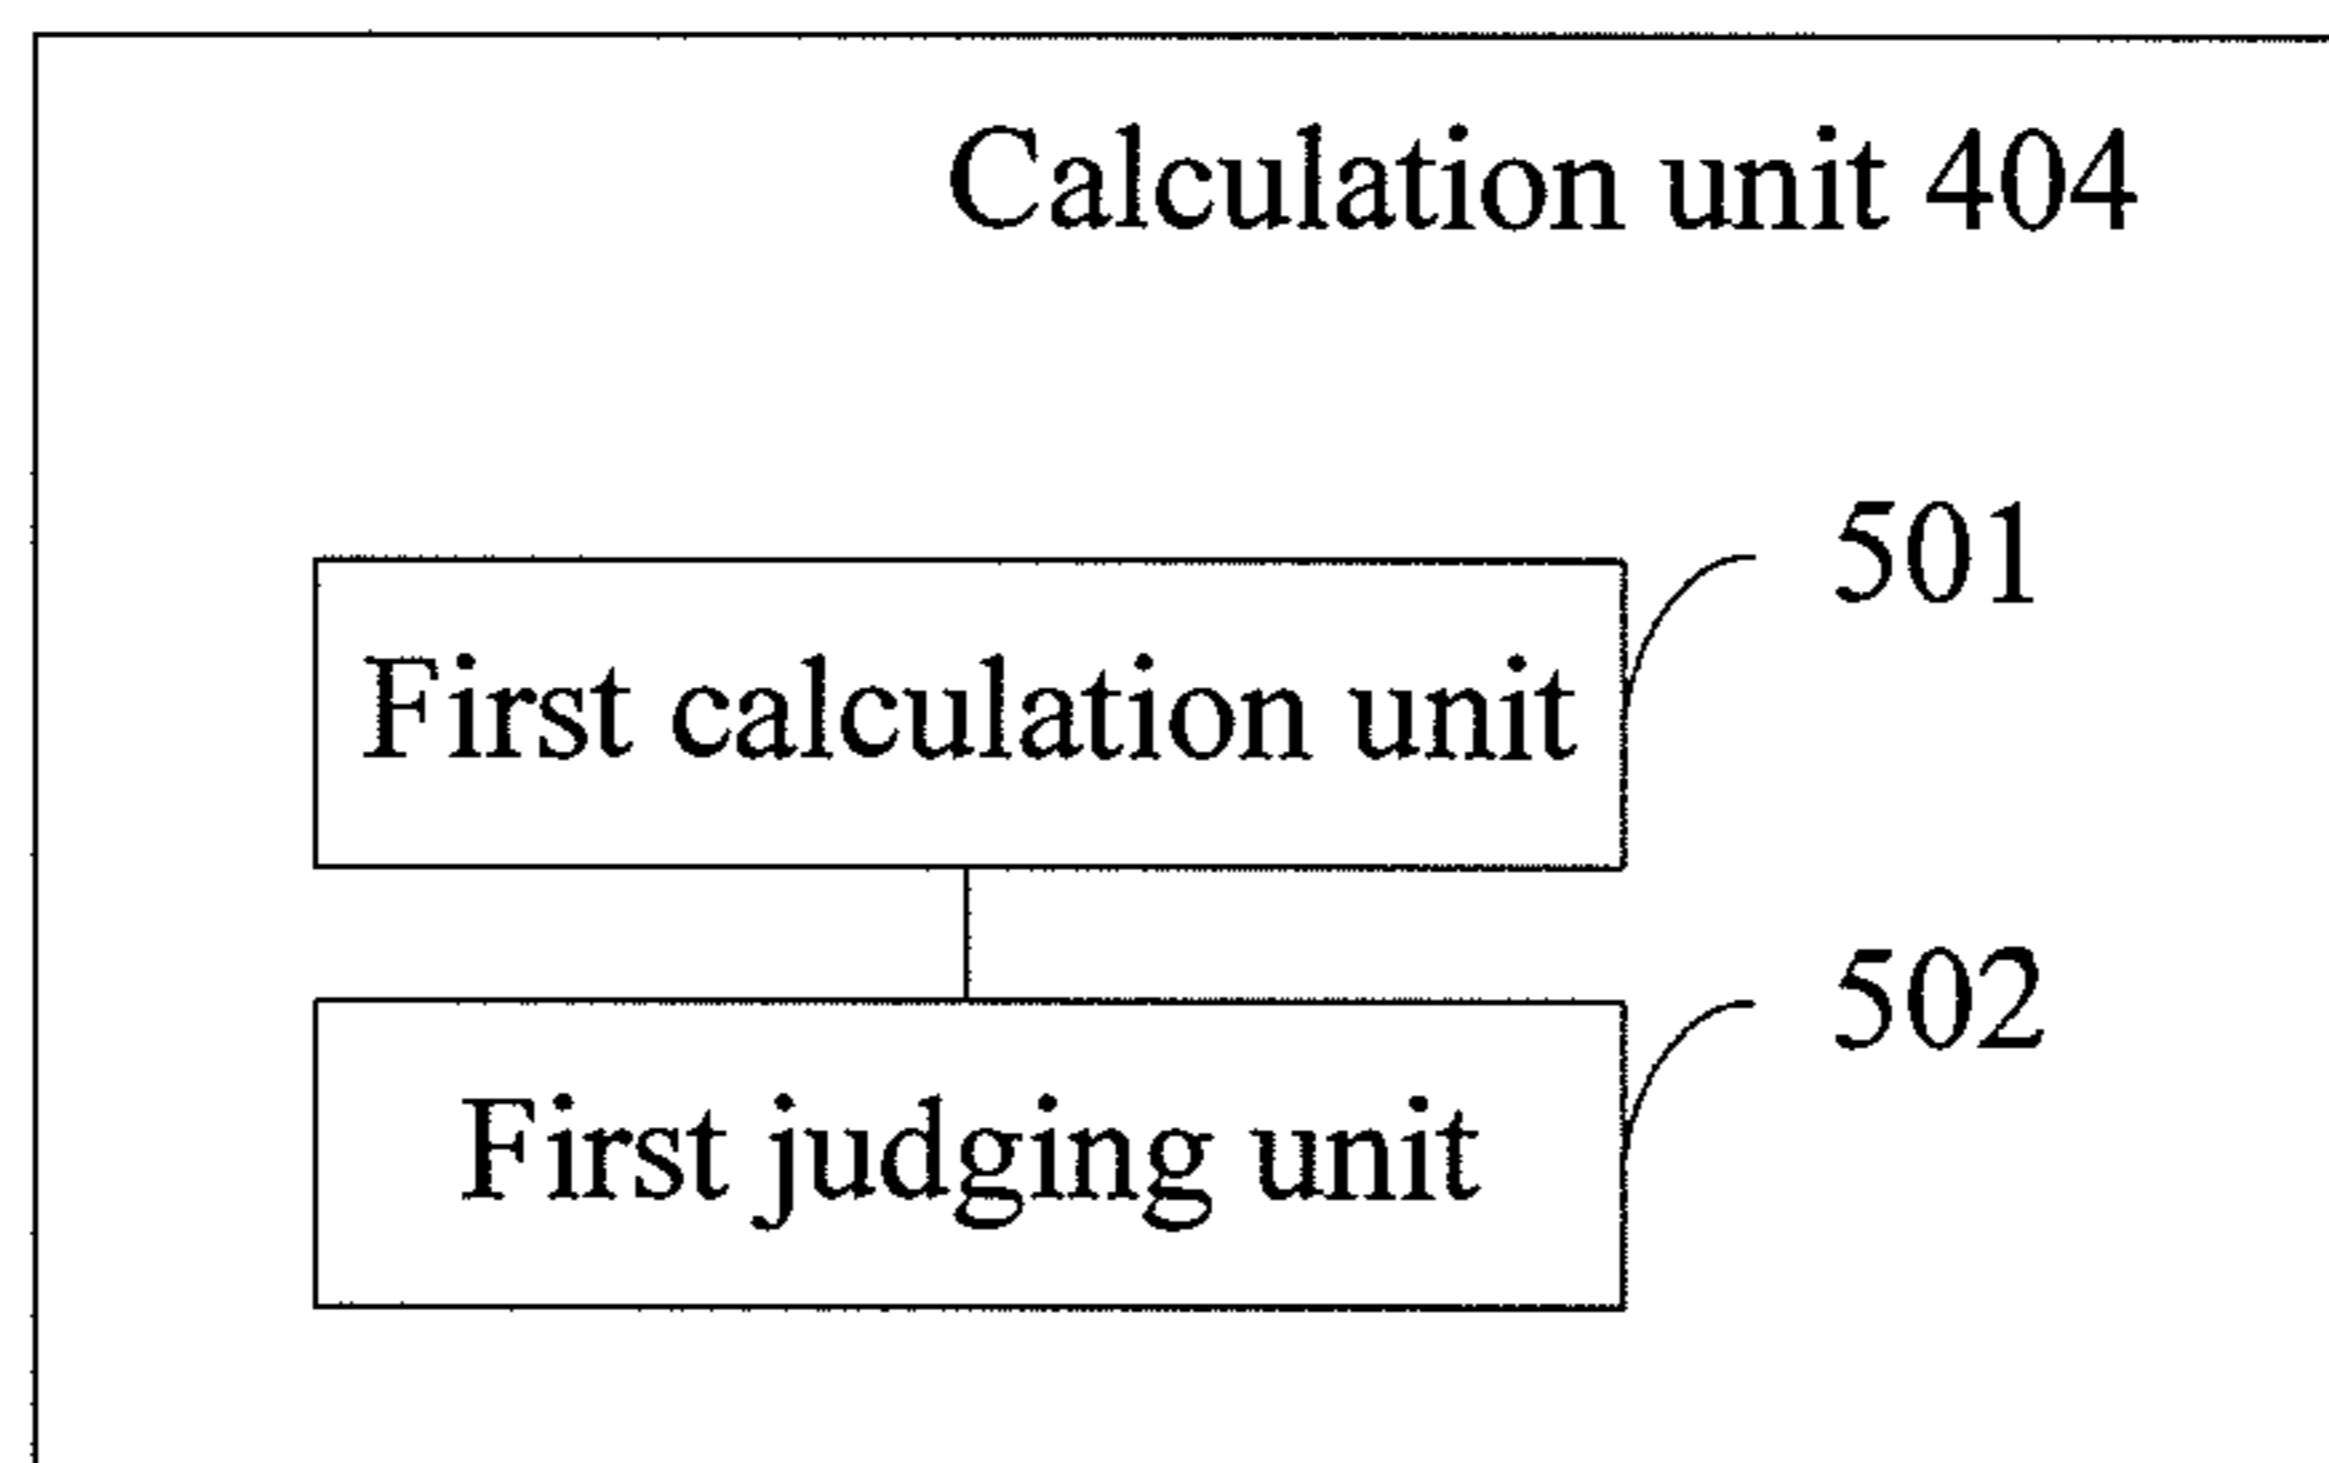 Calculation unit 404
501
First calculation unit
502
First judging unit